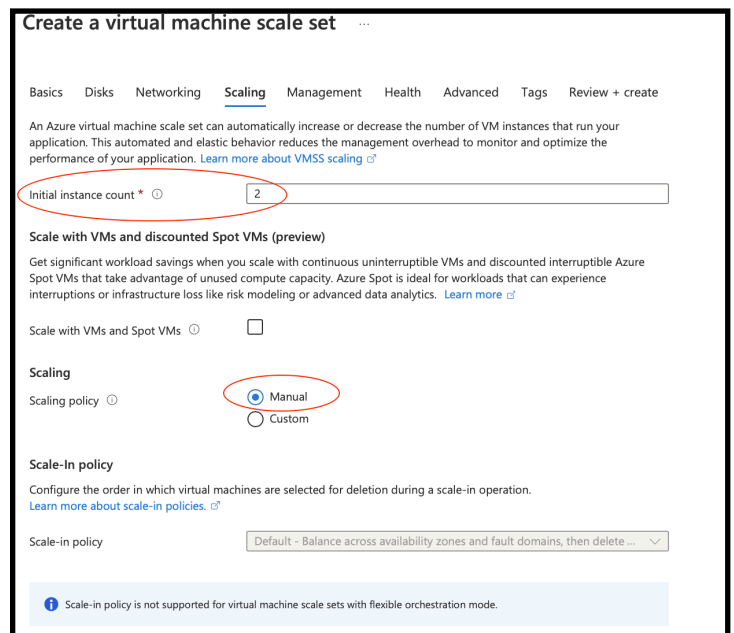 Create a virtual machine scale set ...
Basics Disks Networking Scaling Management Health Advanced Tags Review + create
An Azure virtual machine scale set can automatically increase or decrease the number of VM instances that run your
application. This automated and elastic behavior reduces the management overhead to monitor and optimize the
performance of your application. Learn more about VMSS scaling
Initial instance count * 2
Scale with VMs and discounted Spot VMs (preview)
Get significant workload savings when you scale with continuous uninterruptible VMs and discounted interruptible Azure
Spot VMs that take advantage of unused compute capacity. Azure Spot is ideal for workloads that can experience
interruptions or infrastructure loss like risk modeling or advanced data analytics. Learn more
Scale with VMs and Spot VMs
Scaling
Scaling policy
Manual
Custom
Scale-In policy
Configure the order in which virtual machines are selected for deletion during a scale-in operation.
Learn more about scale-in policies.
Scale-in policy Default - Balance across availability zones and fault domains, then delete ...
Scale-in policy is not supported for virtual machine scale sets with flexible orchestration mode.